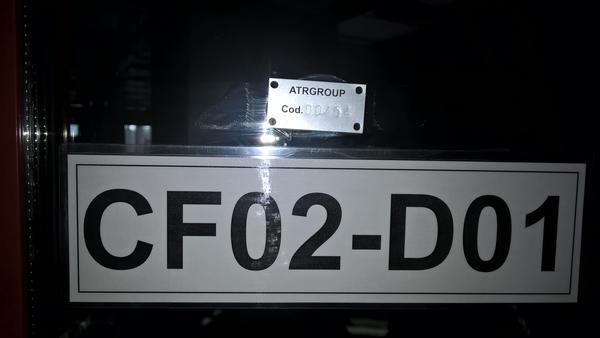 ATRGROUP
Cod.
CF02-D01